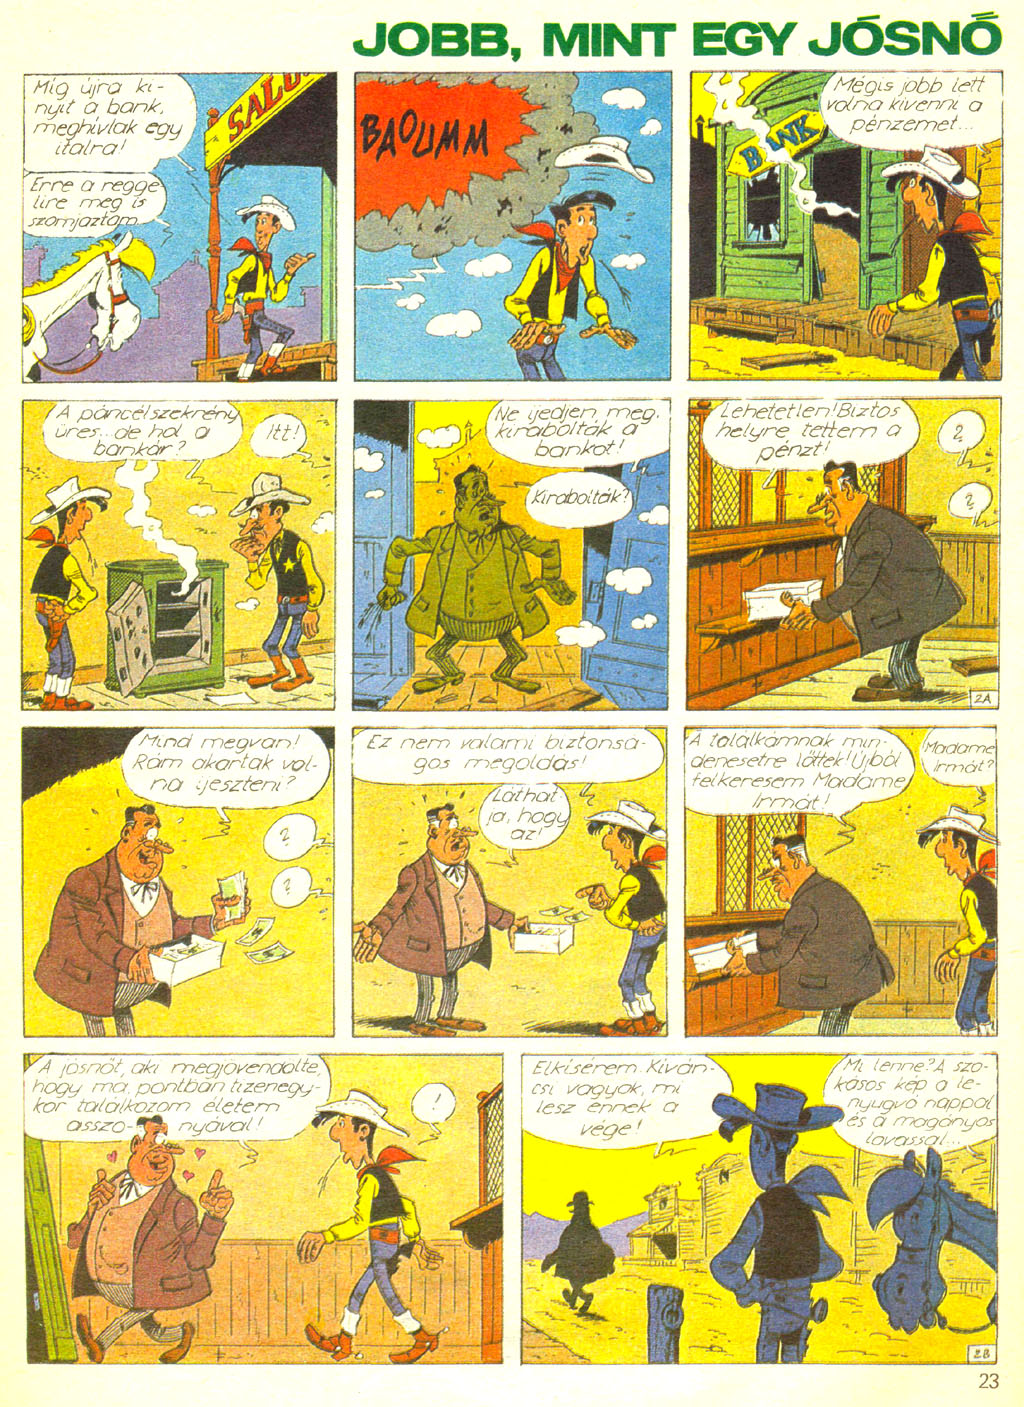 JOBB, MINT EGY JÓSNŐ
Míg újra ki-
nyit a bank,
meghívlak egy
italra!
Erre a regge-
lire meg is
szomjaztam...
SALO
BAOUMM
Mégis jobb lett
volna kivenni a
pénzemet...
BANK
A páncélszekrény
üres... de hol a
bankár?
Itt!
Ne ijedjen meg,
kirabolták a
bankot!
Kirabolták?
Lehetetlen! Biztos
helyre tettem a
pénzt!
?
?
2A
Mind megvan!
Rám akartak vol-
na ijeszteni?
?
?
Ez nem valami biztonsá-
gos megoldás!
Láthat-
ja, hogy
az!
A találkámnak min-
denesetre lőttek! Újból
felkeresem Madame
Irmát!
Madame
Irmát?
A jósnőt, aki megjövendölte,
hogy ma, pontban tizenegy-
kor találkozom életem
asszo- nyával!
!
Elkísérem. Kíván-
csi vagyok, mi
lesz ennek a
vége!
Mi lenne? A szo-
kásos kép a le-
nyugvó nappal
és a magányos
lovassal...
2B
23